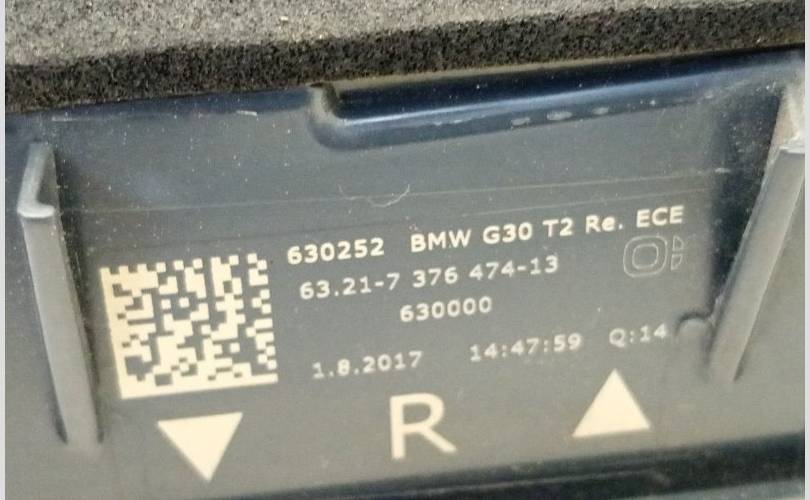 630252 BMW G30 T2 Re. ECE
63.21-7 376 474-13
630000
1.8.2017 14:47:59 Q:14
R